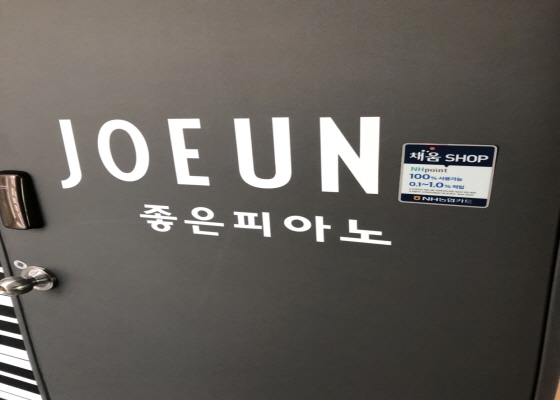 JOEUN
좋은피아노
채움 SHOP
NHpoint
100% 사용가능
0.1~1.0% 적립
NH농협카드